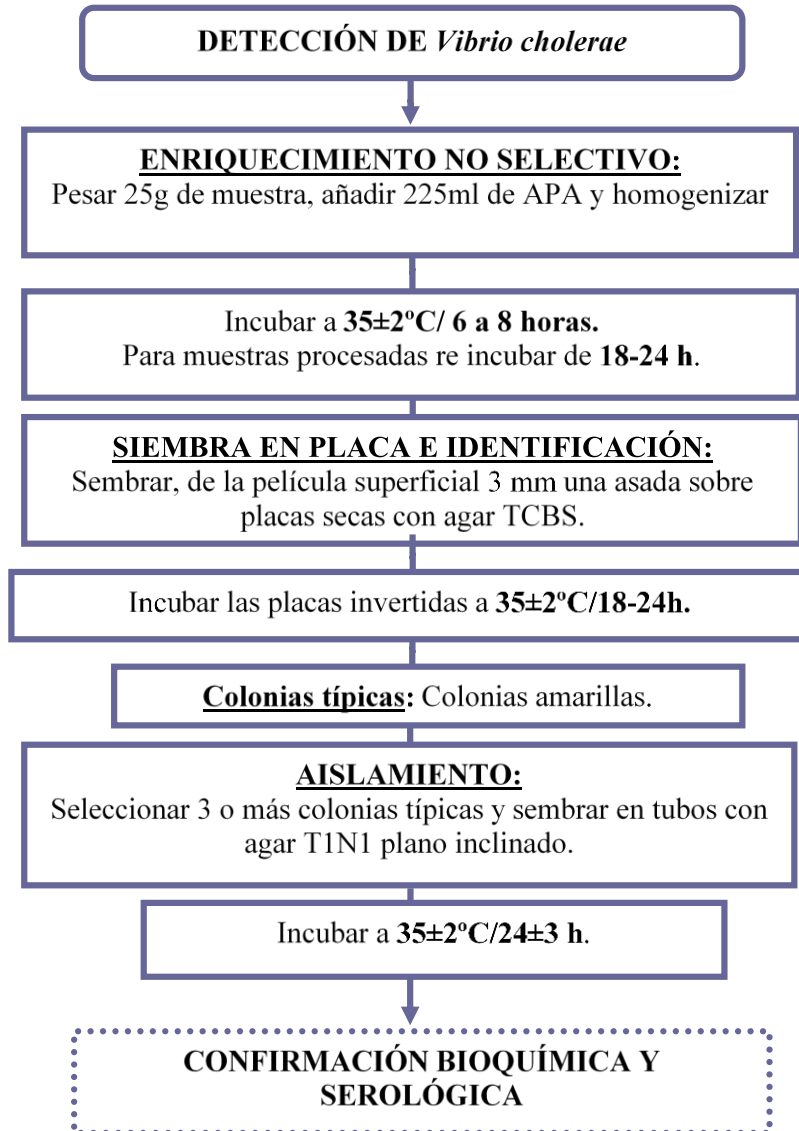 DETECCIÓN DE Vibrio cholerae
ENRIQUECIMIENTO NO SELECTIVO:
Pesar 25g de muestra, añadir 225ml de APA y homogenizar
Incubar a 35±2ºC/ 6 a 8 horas.
Para muestras procesadas re incubar de 18-24 h.
SIEMBRA EN PLACA E IDENTIFICACIÓN:
Sembrar, de la película superficial 3 mm una asada sobre
placas secas con agar TCBS.
Incubar las placas invertidas a 35±2ºC/18-24h.
Colonias típicas: Colonias amarillas.
AISLAMIENTO:
Seleccionar 3 o más colonias típicas y sembrar en tubos con
agar T1N1 plano inclinado.
Incubar a 35±2ºC/24±3 h.
CONFIRMACIÓN BIOQUÍMICA Y
SEROLÓGICA